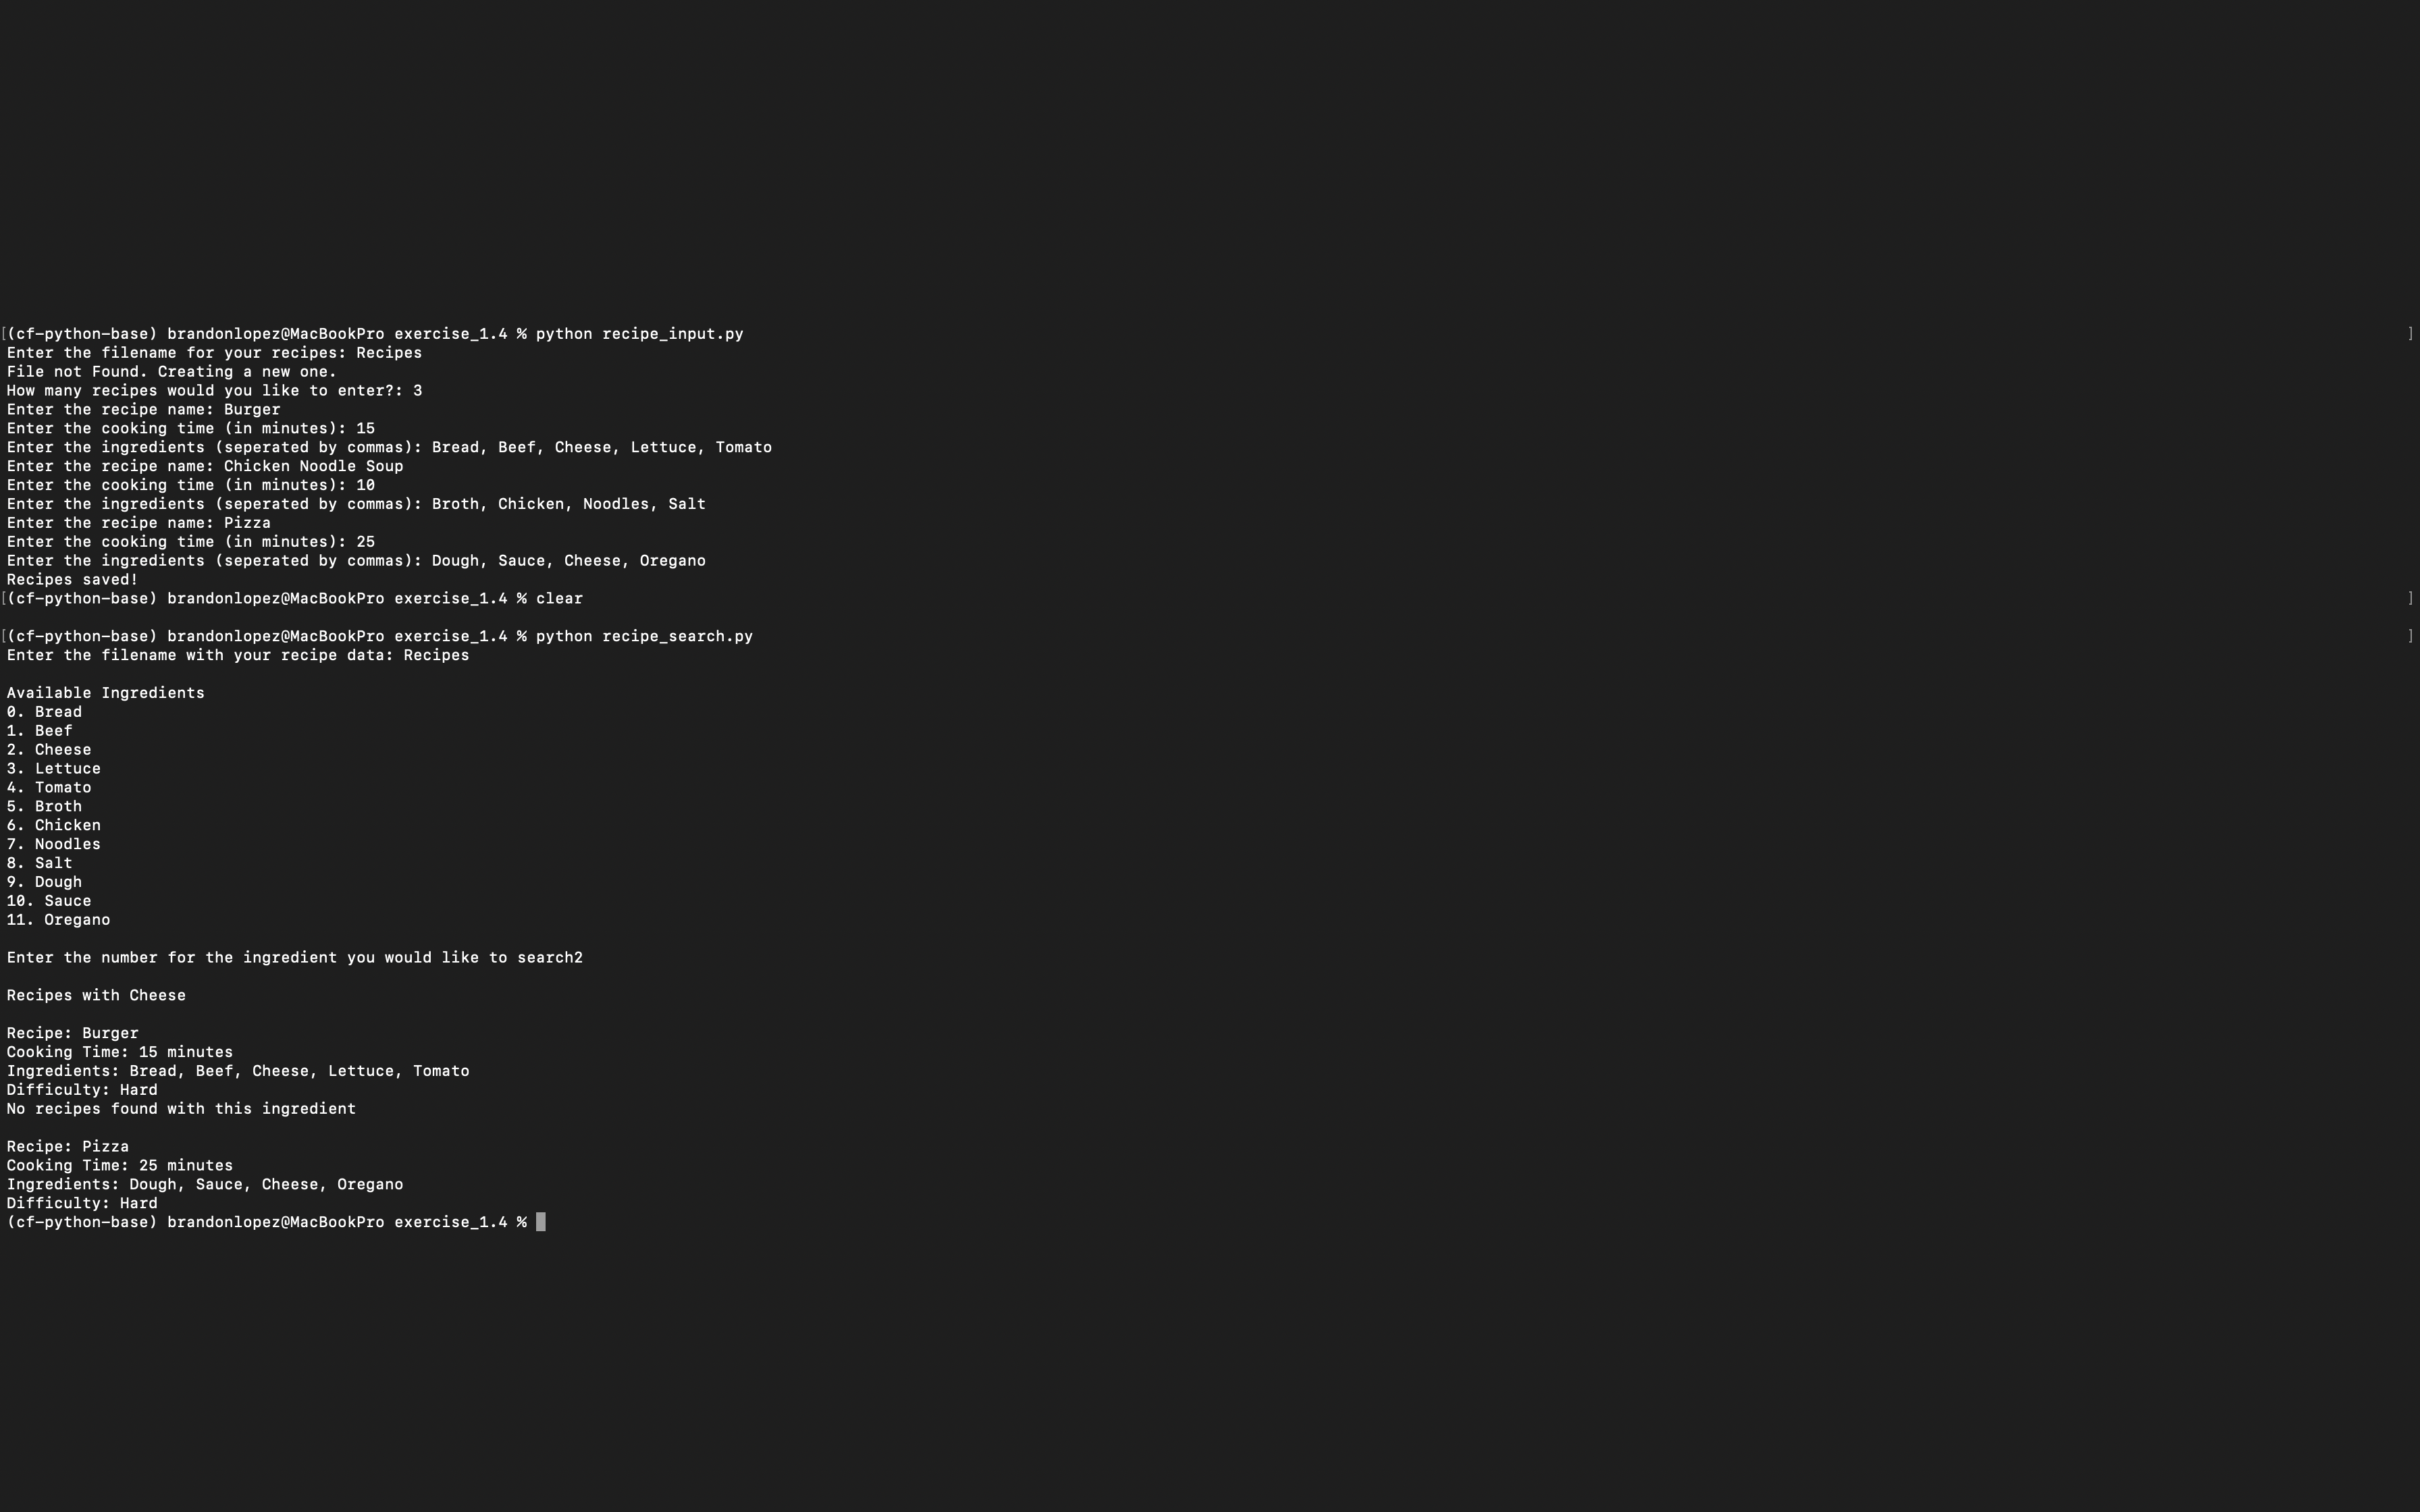 [(cf-python-base) brandonlopez@MacBookPro exercise_1.4 % python recipe_input.py ]
Enter the filename for your recipes: Recipes
File not Found. Creating a new one.
How many recipes would you like to enter?: 3
Enter the recipe name: Burger
Enter the cooking time (in minutes): 15
Enter the ingredients (seperated by commas): Bread, Beef, Cheese, Lettuce, Tomato
Enter the recipe name: Chicken Noodle Soup
Enter the cooking time (in minutes): 10
Enter the ingredients (seperated by commas): Broth, Chicken, Noodles, Salt
Enter the recipe name: Pizza
Enter the cooking time (in minutes): 25
Enter the ingredients (seperated by commas): Dough, Sauce, Cheese, Oregano
Recipes saved!
[(cf-python-base) brandonlopez@MacBookPro exercise_1.4 % clear ]
[(cf-python-base) brandonlopez@MacBookPro exercise_1.4 % python recipe_search.py ]
Enter the filename with your recipe data: Recipes
Available Ingredients
0. Bread
1. Beef
2. Cheese
3. Lettuce
4. Tomato
5. Broth
6. Chicken
7. Noodles
8. Salt
9. Dough
10. Sauce
11. Oregano
Enter the number for the ingredient you would like to search2
Recipes with Cheese
Recipe: Burger
Cooking Time: 15 minutes
Ingredients: Bread, Beef, Cheese, Lettuce, Tomato
Difficulty: Hard
No recipes found with this ingredient
Recipe: Pizza
Cooking Time: 25 minutes
Ingredients: Dough, Sauce, Cheese, Oregano
Difficulty: Hard
(cf-python-base) brandonlopez@MacBookPro exercise_1.4 %